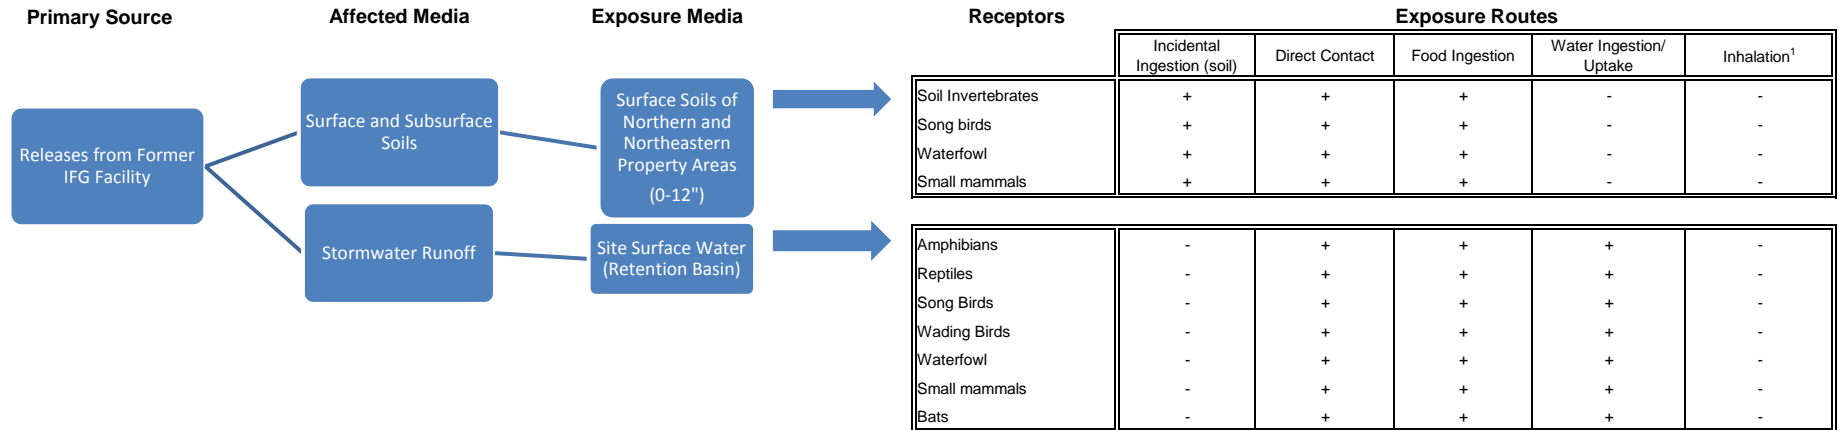 Primary Source Affected Media Exposure Media Receptors Exposure Routes
Incidental
Ingestion (soil)
Direct Contact
Food Ingestion
Water Ingestion/
Uptake
Inhalation1
Releases from Former
IFG Facility
Surface and Subsurface
Soils
Surface Soils of
Northern and
Northeastern
Property Areas
(0-12")
Soil Invertebrates + + + - -
Song birds + + + - -
Waterfowl + + + - -
Small mammals + + + - -
Stormwater Runoff
Site Surface Water
(Retention Basin)
Amphibians - + + + -
Reptiles - + + + -
Song Birds - + + + -
Wading Birds - + + + -
Waterfowl - + + + -
Small mammals - + + + -
Bats - + + + -